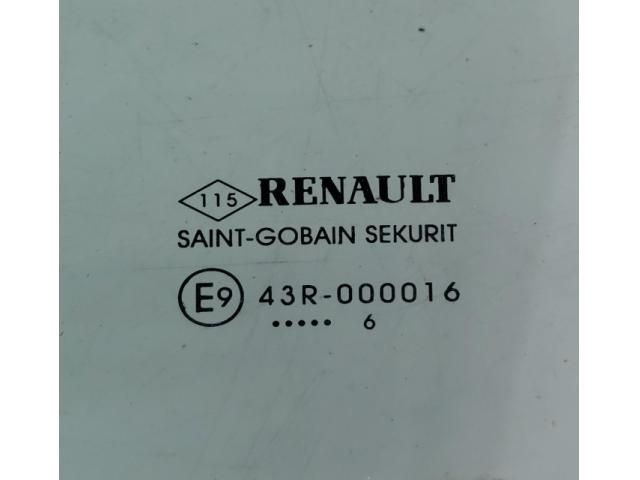 115 RENAULT
SAINT-GOBAIN SEKURIT
E9 43R-000016
••••• 6